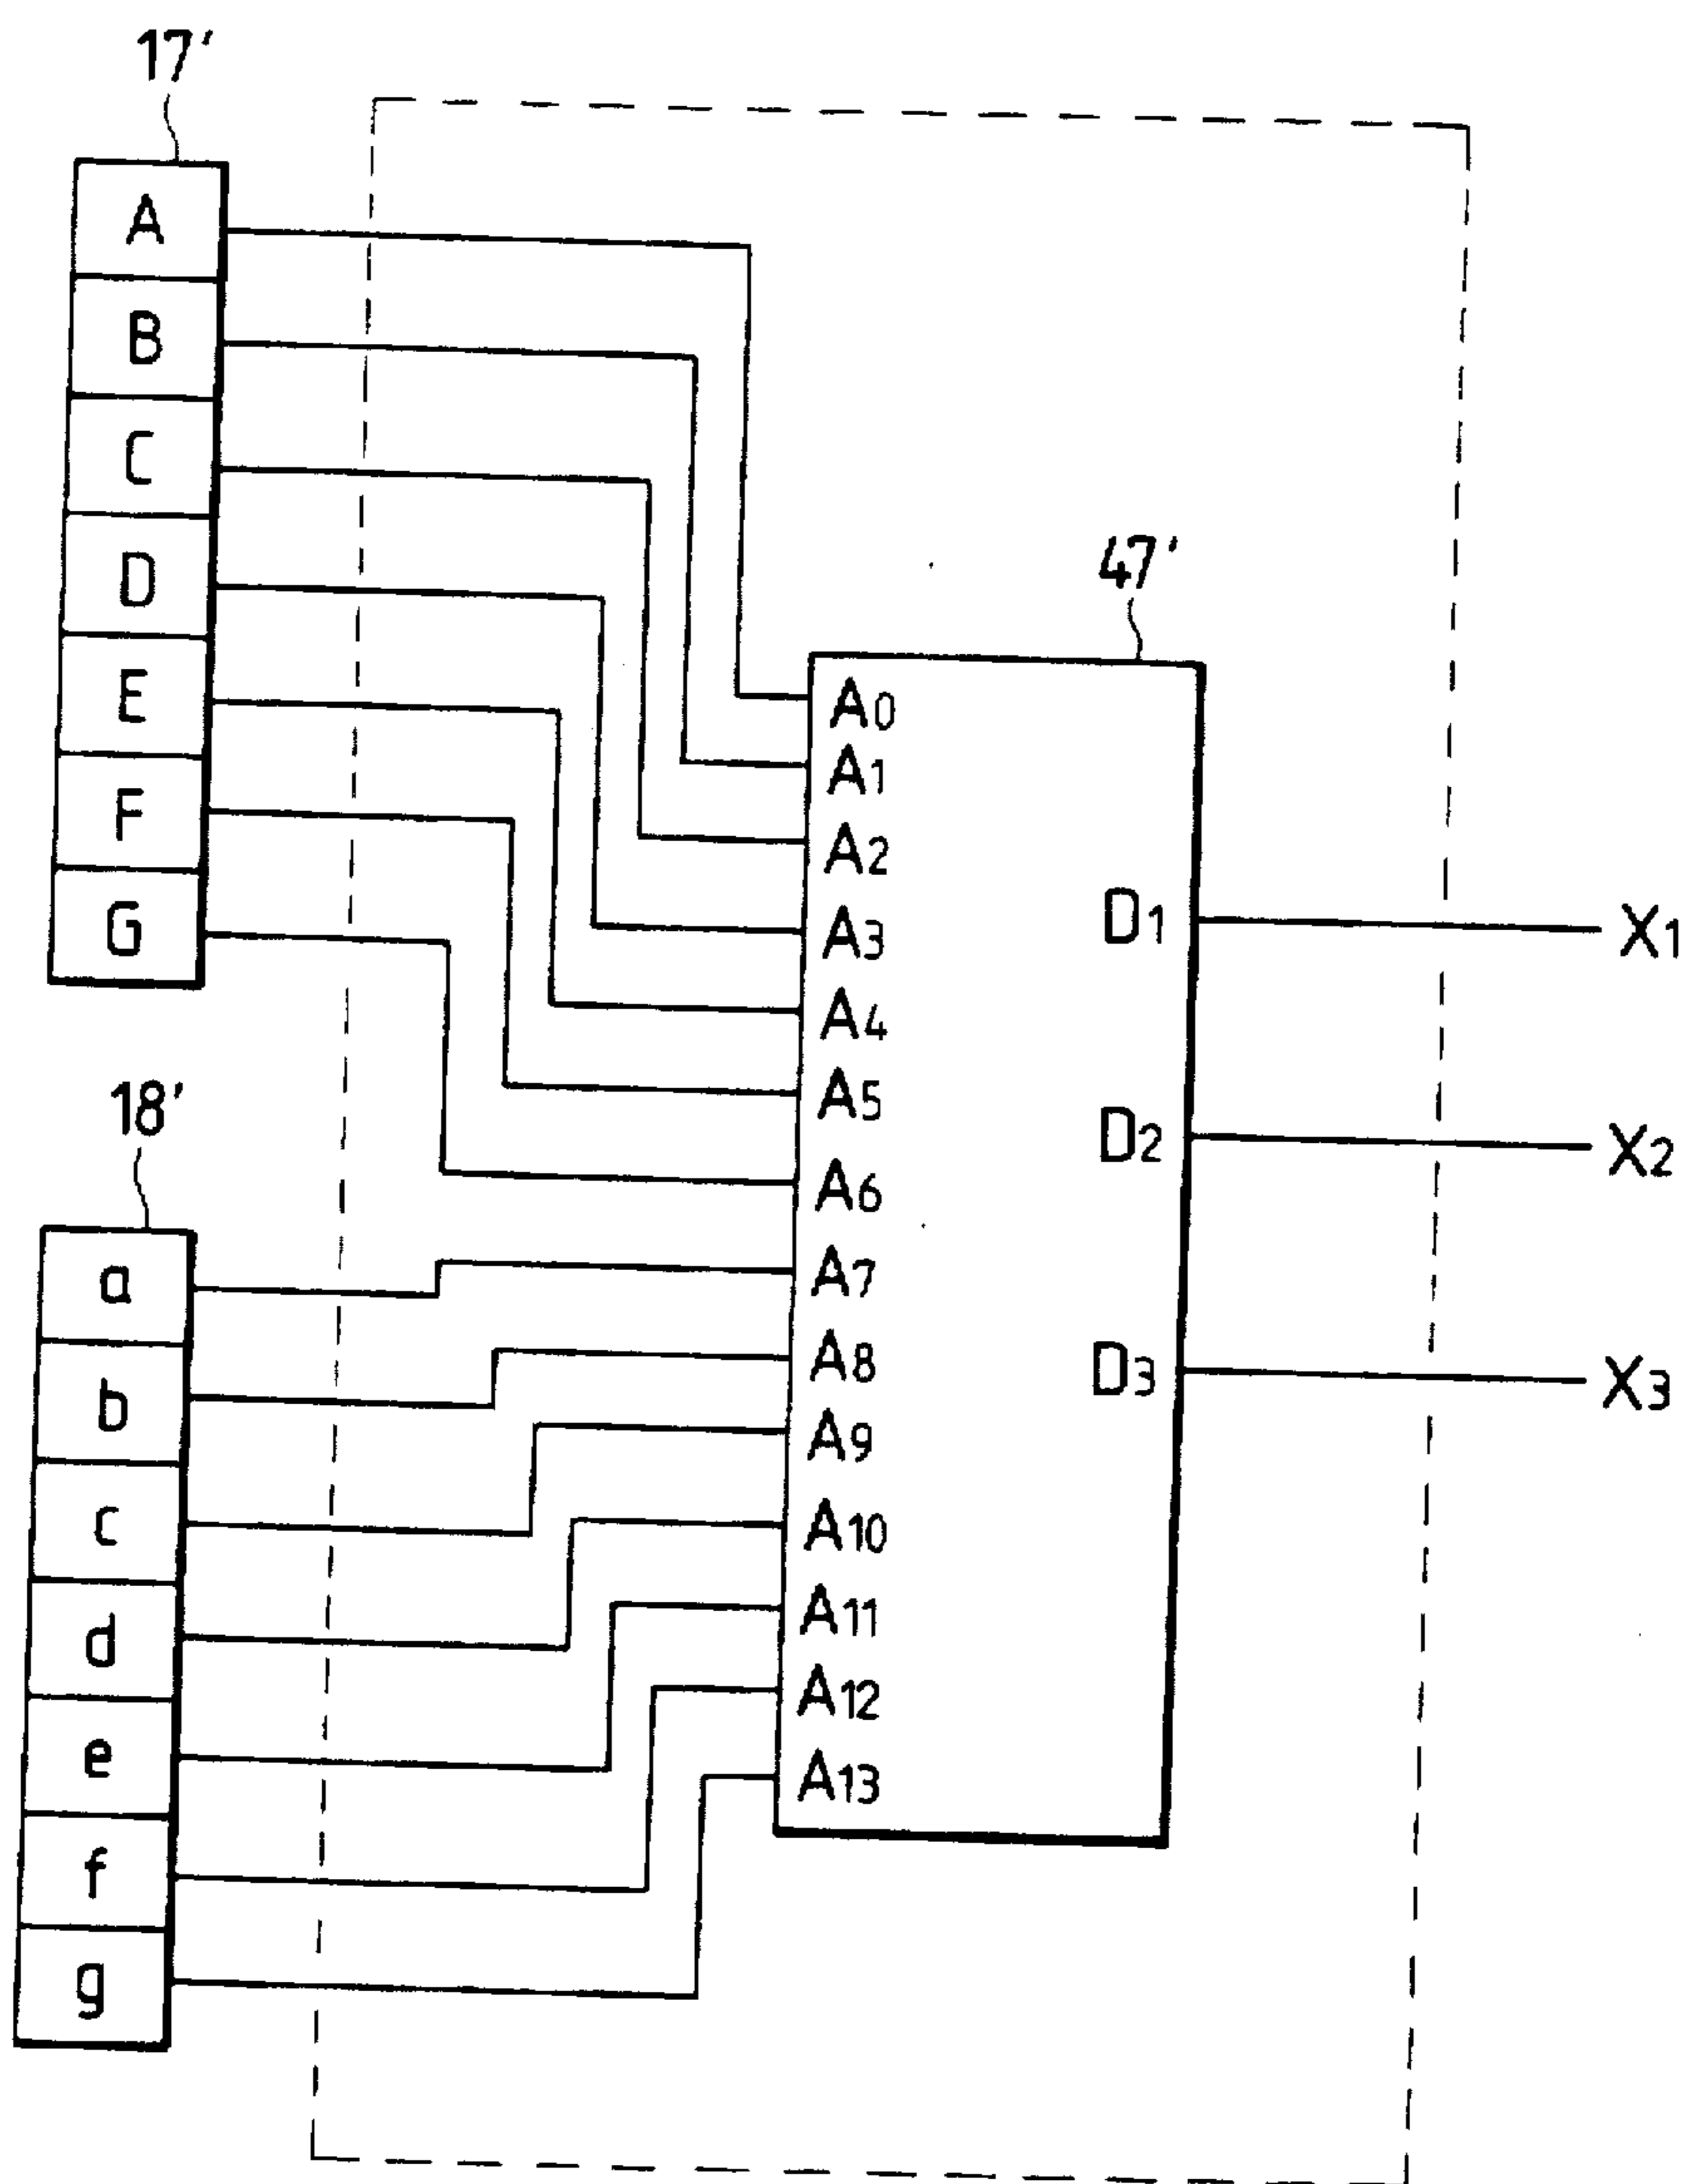 17'
A
B
C
D
E
F
G
18'
a
b
c
d
e
f
g
47'
A0
A1
A2
A3
A4
A5
A6
A7
A8
A9
A10
A11
A12
A13
D1
D2
D3
X1
X2
X3